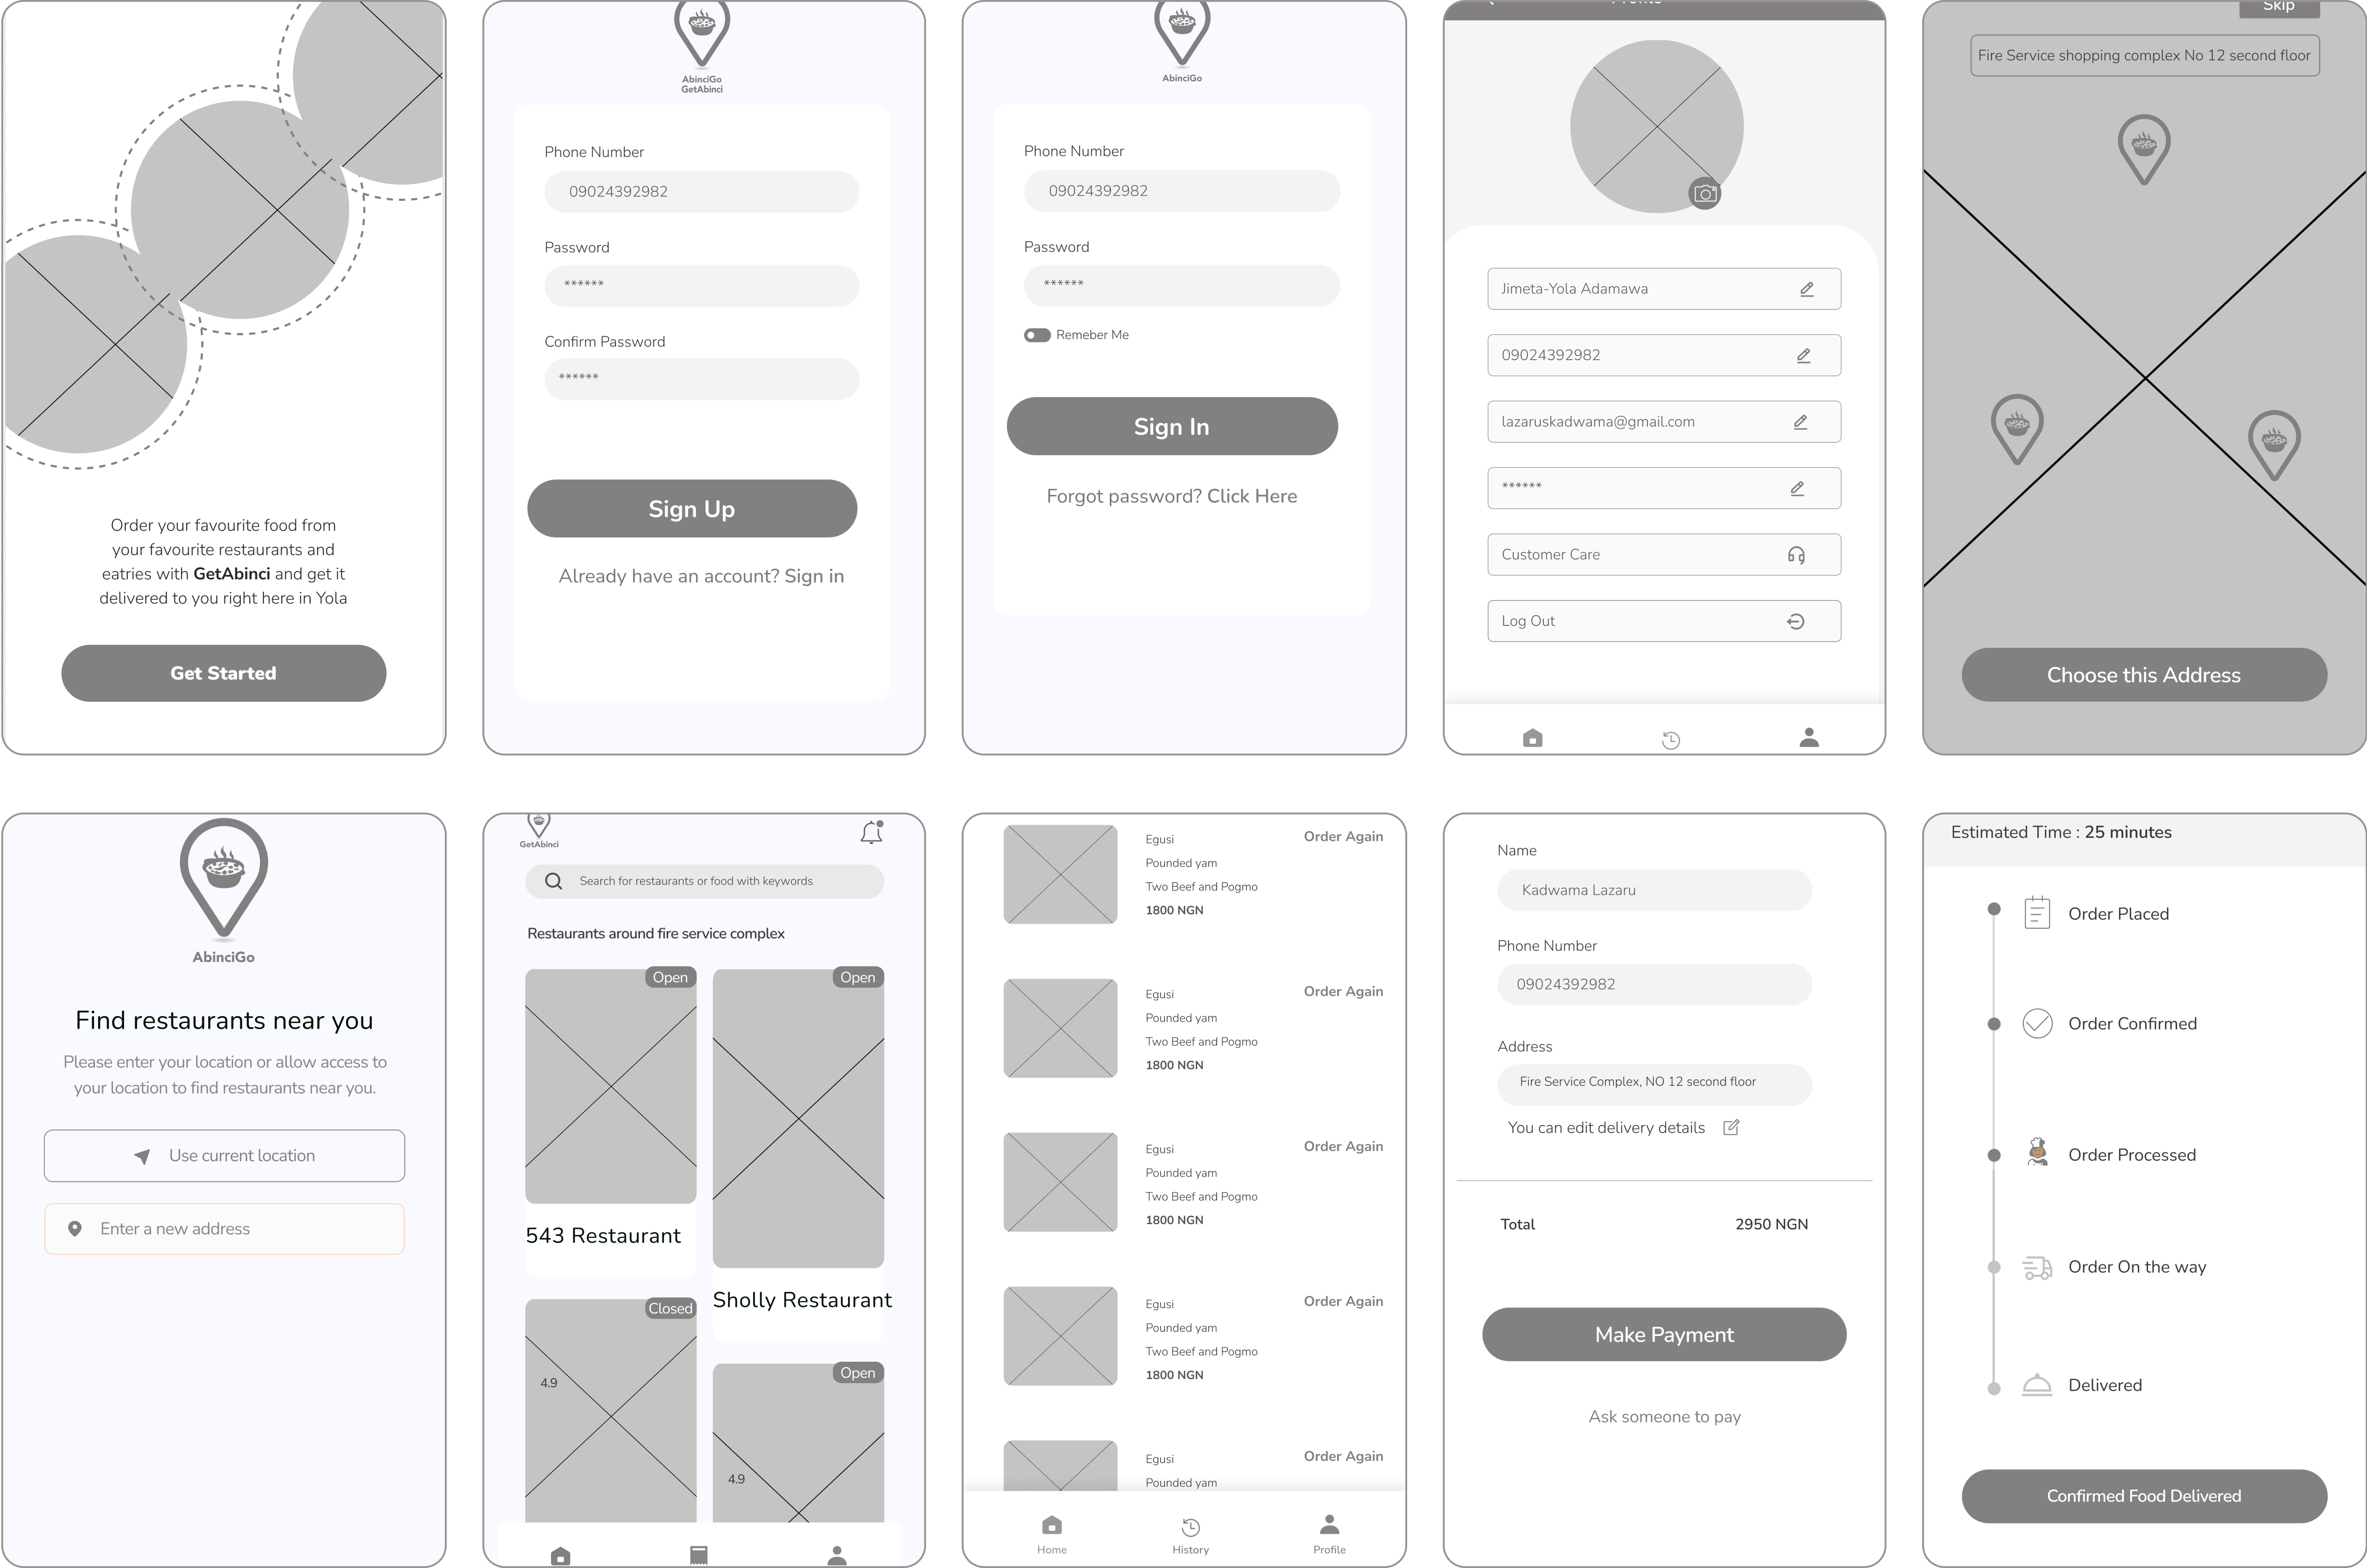 Order your favourite food from
your favourite restaurants and
eatries with GetAbinci and get it
delivered to you right here in Yola
Get Started
AbinciGo
GetAbinci
Phone Number
09024392982
Password
******
Confirm Password
******
Sign Up
Already have an account? Sign in
AbinciGo
Phone Number
09024392982
Password
******
Remeber Me
Sign In
Forgot password? Click Here
Jimeta-Yola Adamawa
09024392982
lazaruskadwama@gmail.com
******
Customer Care
Log Out
Skip
Fire Service shopping complex No 12 second floor
Choose this Address
AbinciGo
Find restaurants near you
Please enter your location or allow access to
your location to find restaurants near you.
Use current location
Enter a new address
GetAbinci
Search for restaurants or food with keywords
Restaurants around fire service complex
Open
Open
543 Restaurant
Sholly Restaurant
Closed
4.9
Open
4.9
Egusi
Order Again
Pounded yam
Two Beef and Pogmo
1800 NGN
Egusi
Order Again
Pounded yam
Two Beef and Pogmo
1800 NGN
Egusi
Order Again
Pounded yam
Two Beef and Pogmo
1800 NGN
Egusi
Order Again
Pounded yam
Two Beef and Pogmo
1800 NGN
Egusi
Order Again
Pounded yam
Home
History
Profile
Name
Kadwama Lazaru
Phone Number
09024392982
Address
Fire Service Complex, NO 12 second floor
You can edit delivery details
Total 2950 NGN
Make Payment
Ask someone to pay
Estimated Time : 25 minutes
Order Placed
Order Confirmed
Order Processed
Order On the way
Delivered
Confirmed Food Delivered